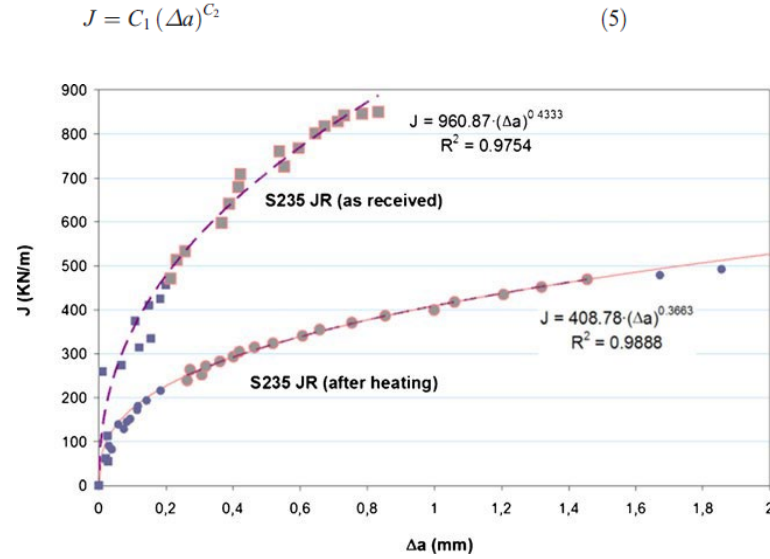 J = C₁ (Δa)^C₂ (5)
900
J = 960.87·(Δa)^0 4333
800
R² = 0.9754
700
S235 JR (as received)
600
500
400
J = 408.78·(Δa)^0.3663
300
R² = 0.9888
S235 JR (after heating)
200
100
0
J (KN/m)
0 0,2 0,4 0,6 0,8 1 1,2 1,4 1,6 1,8 2
Δa (mm)